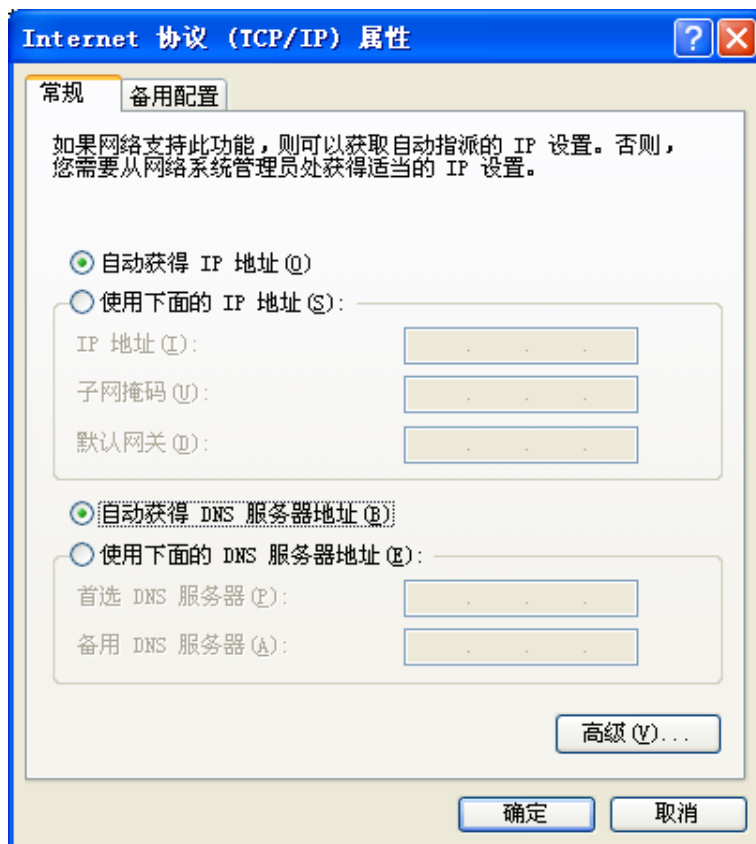 Internet 协议 (TCP/IP) 属性
常规
备用配置
如果网络支持此功能，则可以获取自动指派的 IP 设置。否则，
您需要从网络系统管理员处获得适当的 IP 设置。
自动获得 IP 地址(O)
使用下面的 IP 地址(S):
IP 地址(I):
子网掩码(U):
默认网关(D):
自动获得 DNS 服务器地址(B)
使用下面的 DNS 服务器地址(E):
首选 DNS 服务器(P):
备用 DNS 服务器(A):
高级(V)...
确定
取消